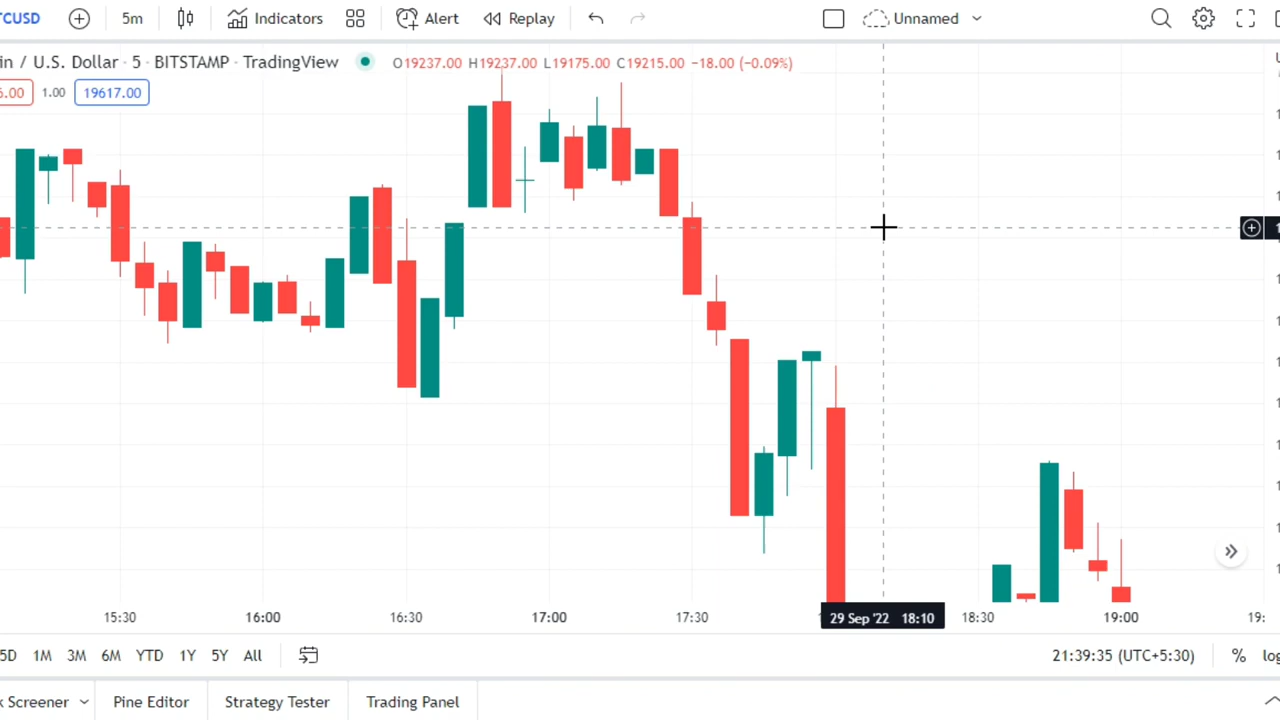 TCUSD 5m Indicators Alert Replay Unnamed
in / U.S. Dollar · 5 · BITSTAMP · TradingView O19237.00 H19237.00 L19175.00 C19215.00 −18.00 (−0.09%)
6.00 1.00 19617.00
15:30 16:00 16:30 17:00 17:30 29 Sep '22 18:10 18:30 19:00 19:
5D 1M 3M 6M YTD 1Y 5Y All 21:39:35 (UTC+5:30) % log
k Screener Pine Editor Strategy Tester Trading Panel